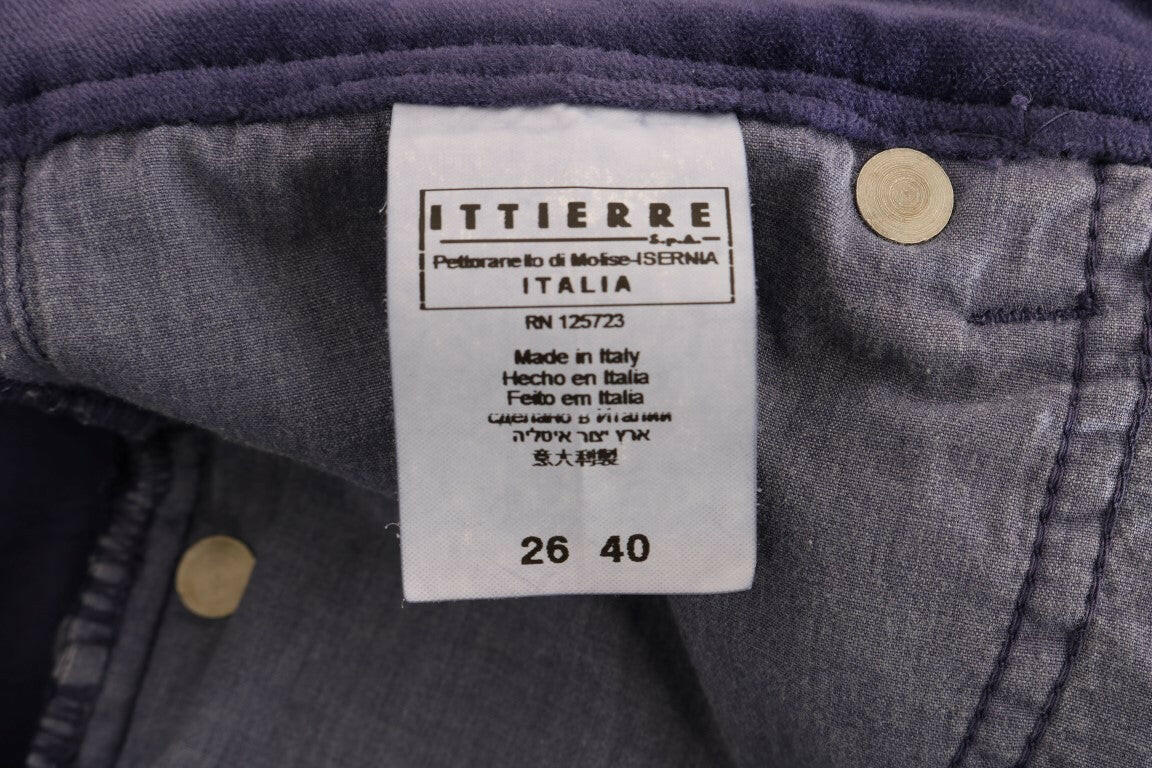 ITTIERRE
S.p.A.
Pettoranello di Molise-ISERNIA
ITALIA
RN 125723
Made in Italy
Hecho en Italia
Feito em Italia
Сделано в Италии
ארץ יצור איטליה
意大利製
26 40